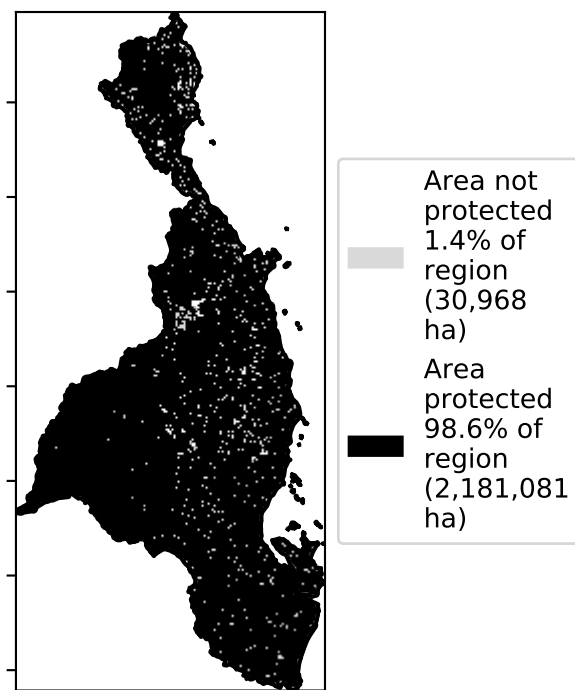 Area not
protected
1.4% of
region
(30,968
ha)
Area
protected
98.6% of
region
(2,181,081
ha)